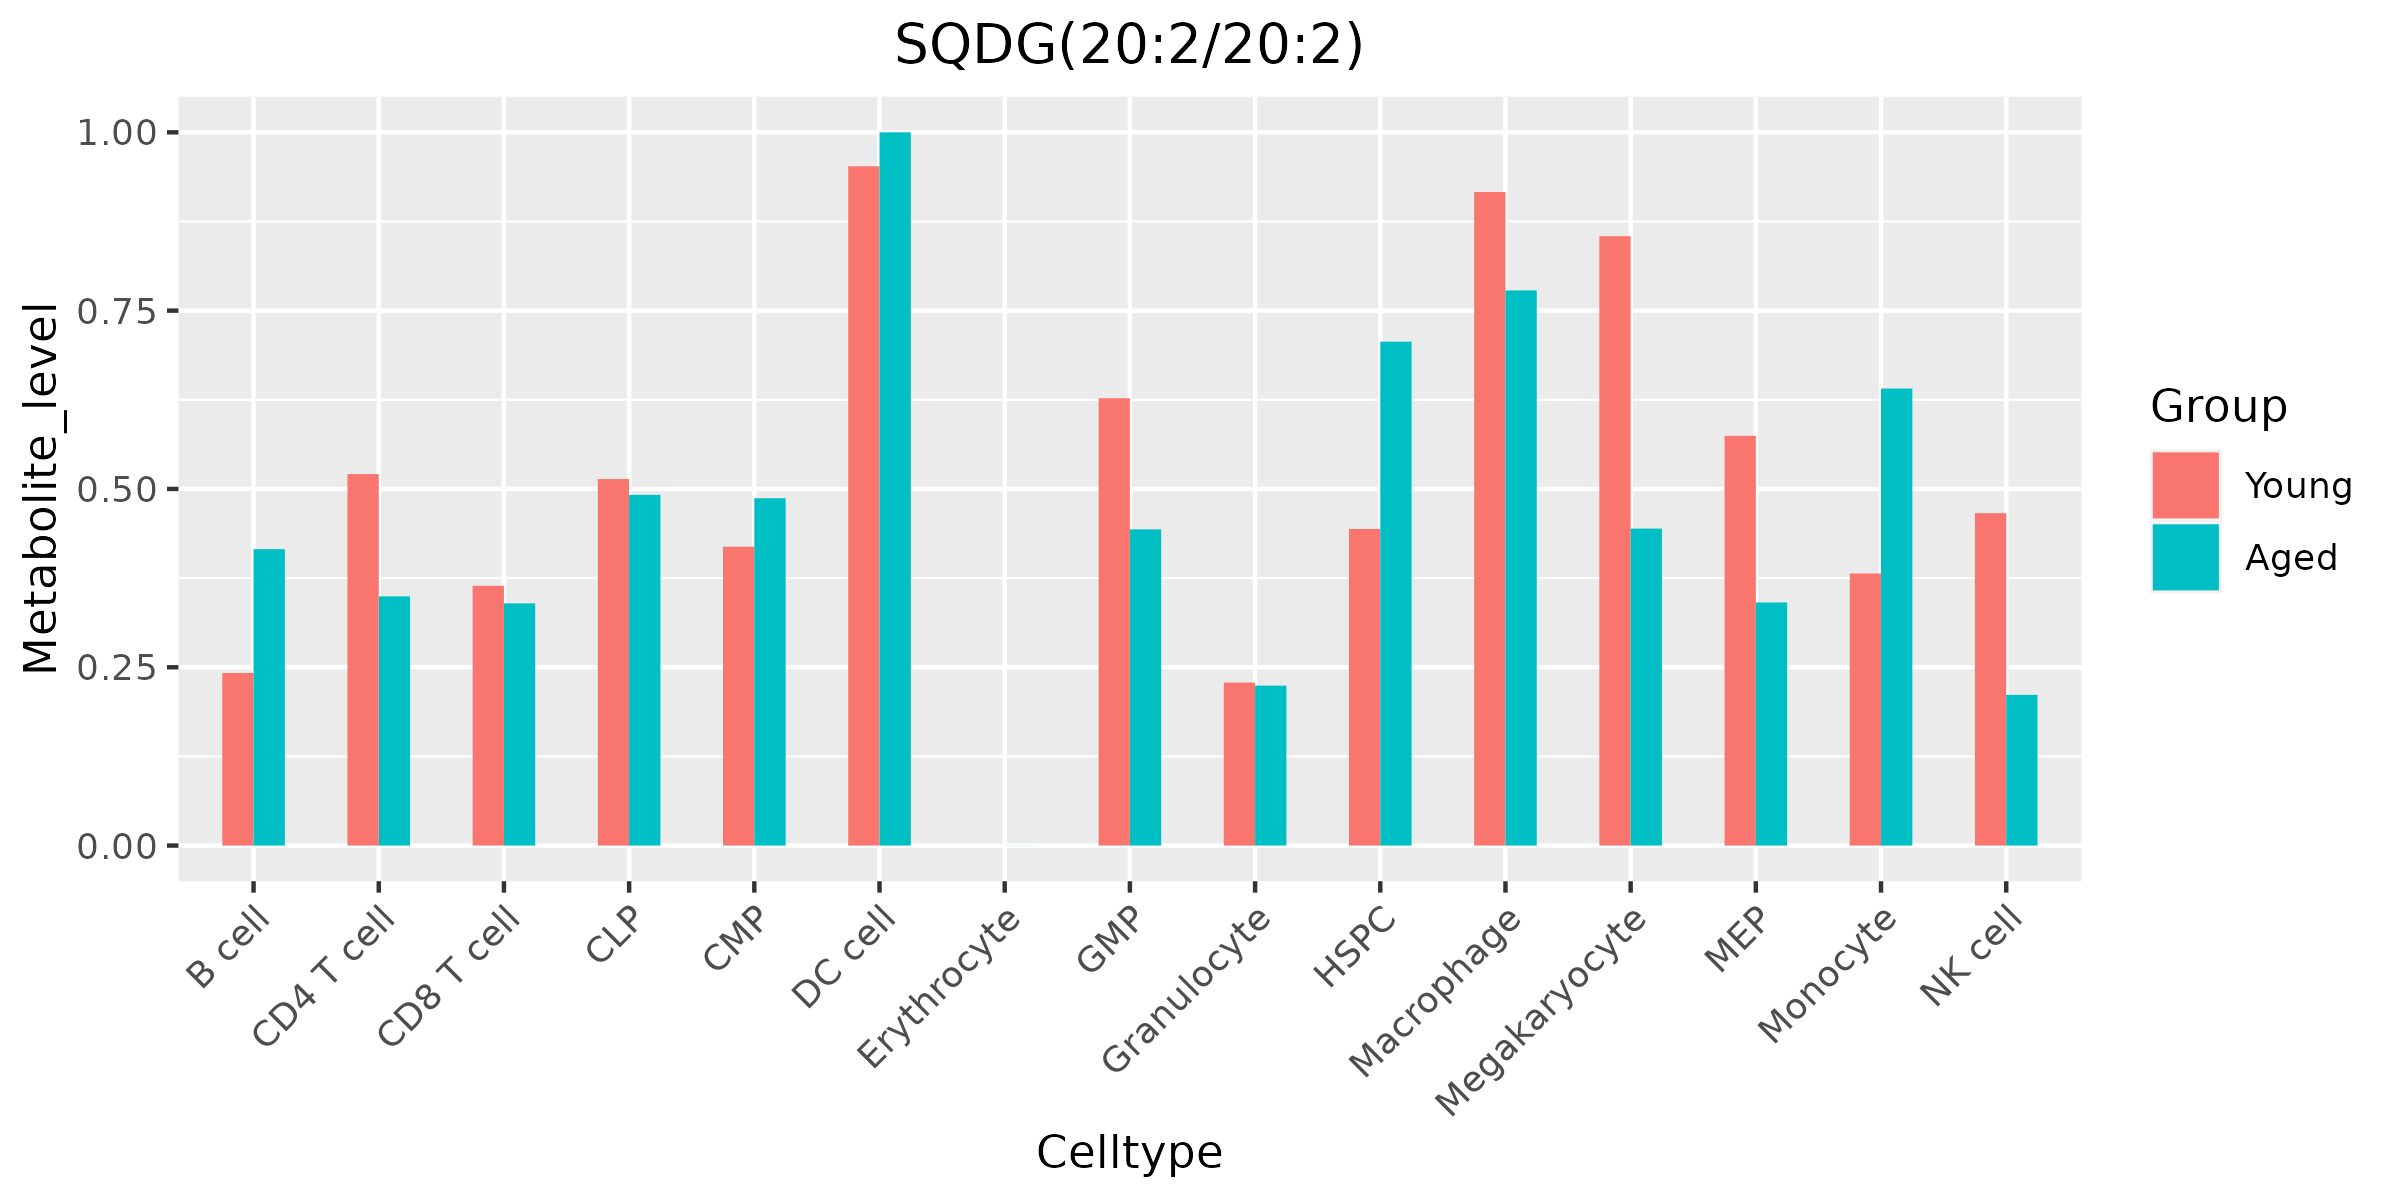 SQDG(20:2/20:2)
Metabolite_level
1.00
0.75
0.50
0.25
0.00
B cell
CD4 T cell
CD8 T cell
CLP
CMP
DC cell
Erythrocyte
GMP
Granulocyte
HSPC
Macrophage
Megakaryocyte
MEP
Monocyte
NK cell
Celltype
Group
Young
Aged